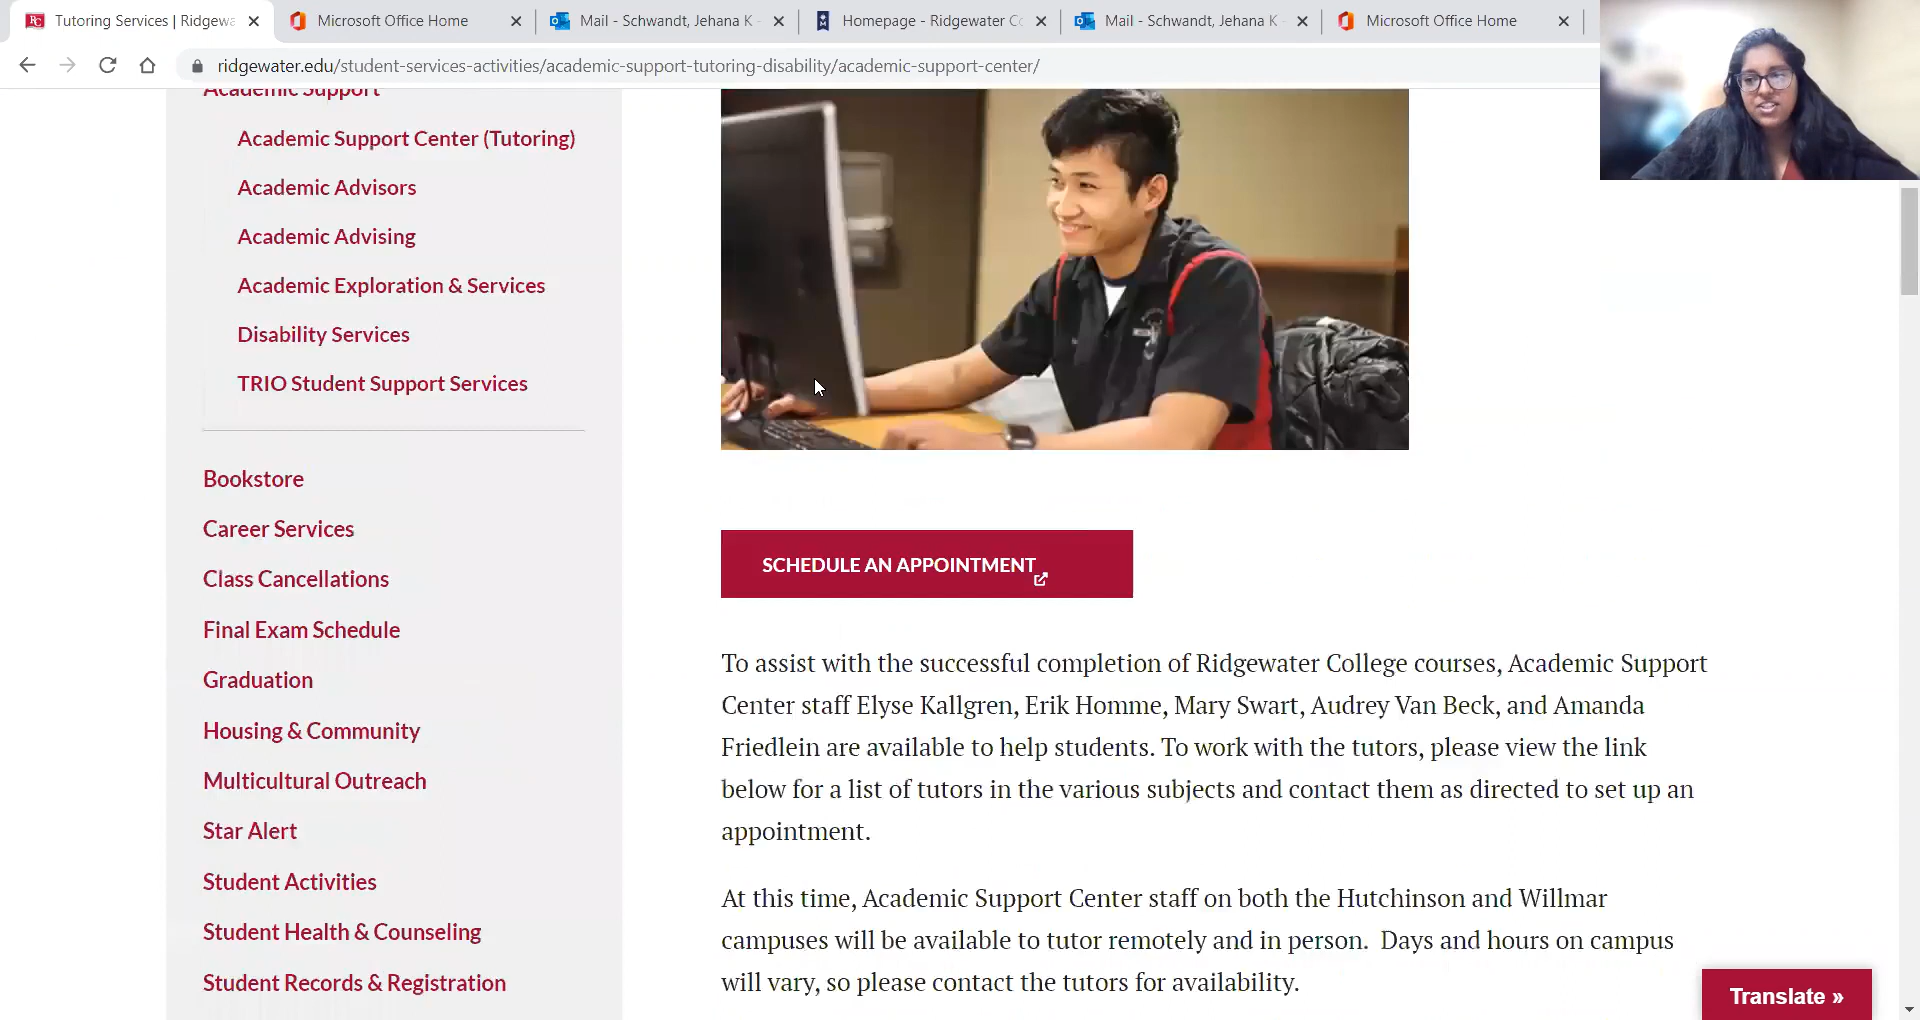 Tutoring Services | Ridgewa
Microsoft Office Home
Mail - Schwandt, Jehana K -
Homepage - Ridgewater Co
Mail - Schwandt, Jehana K -
Microsoft Office Home
ridgewater.edu/student-services-activities/academic-support-tutoring-disability/academic-support-center/
Academic Support
Academic Support Center (Tutoring)
Academic Advisors
Academic Advising
Academic Exploration & Services
Disability Services
TRIO Student Support Services
Bookstore
Career Services
Class Cancellations
Final Exam Schedule
Graduation
Housing & Community
Multicultural Outreach
Star Alert
Student Activities
Student Health & Counseling
Student Records & Registration
SCHEDULE AN APPOINTMENT
To assist with the successful completion of Ridgewater College courses, Academic Support
Center staff Elyse Kallgren, Erik Homme, Mary Swart, Audrey Van Beck, and Amanda
Friedlein are available to help students. To work with the tutors, please view the link
below for a list of tutors in the various subjects and contact them as directed to set up an
appointment.
At this time, Academic Support Center staff on both the Hutchinson and Willmar
campuses will be available to tutor remotely and in person.  Days and hours on campus
will vary, so please contact the tutors for availability.
Translate »